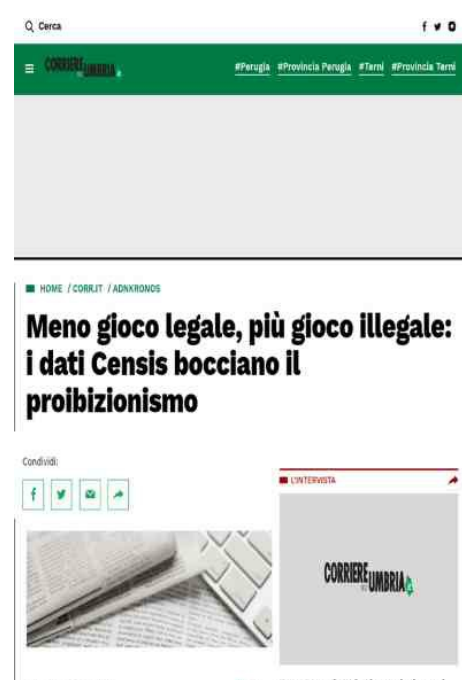 Cerca
CORRIERE UMBRIA
#Perugia #Provincia Perugia #Terni #Provincia Terni
HOME / CORR.IT / ADNKRONOS
Meno gioco legale, più gioco illegale:
i dati Censis bocciano il
proibizionismo
Condividi:
L'INTERVISTA
CORRIERE UMBRIA